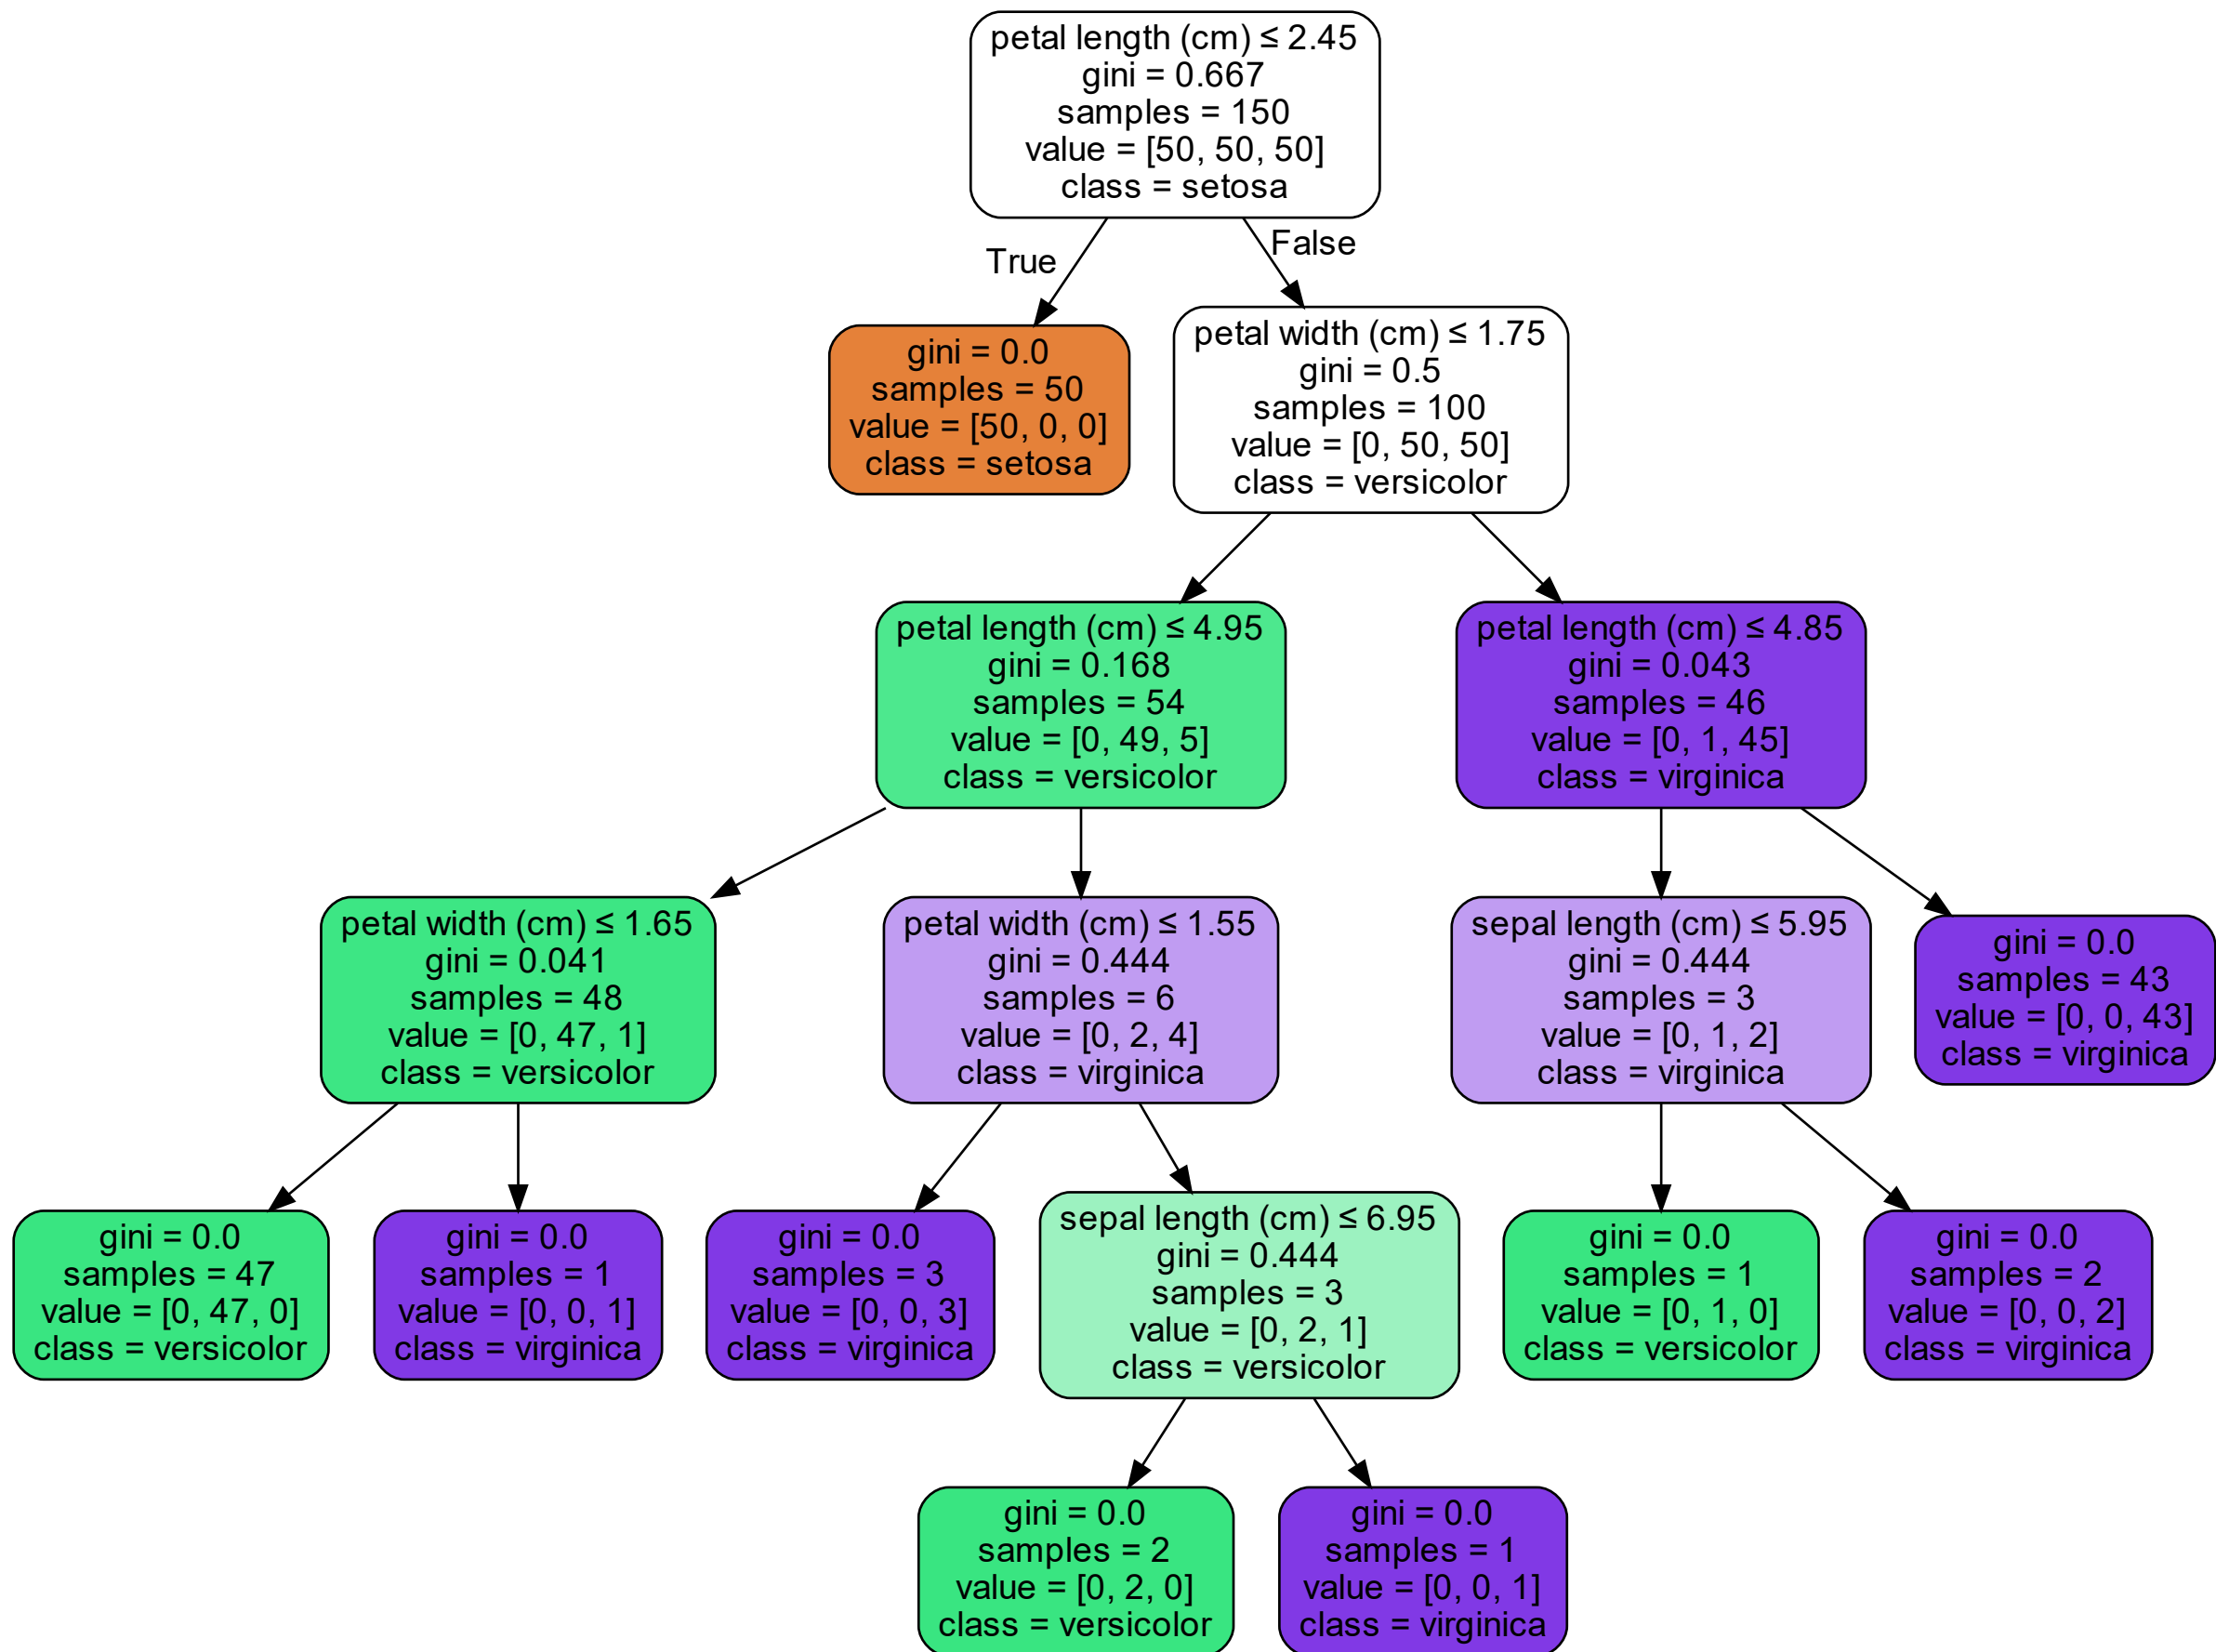 petal length (cm) ≤ 2.45
gini = 0.667
samples = 150
value = [50, 50, 50]
class = setosa
True
False
gini = 0.0
samples = 50
value = [50, 0, 0]
class = setosa
petal width (cm) ≤ 1.75
gini = 0.5
samples = 100
value = [0, 50, 50]
class = versicolor
petal length (cm) ≤ 4.95
gini = 0.168
samples = 54
value = [0, 49, 5]
class = versicolor
petal length (cm) ≤ 4.85
gini = 0.043
samples = 46
value = [0, 1, 45]
class = virginica
petal width (cm) ≤ 1.65
gini = 0.041
samples = 48
value = [0, 47, 1]
class = versicolor
petal width (cm) ≤ 1.55
gini = 0.444
samples = 6
value = [0, 2, 4]
class = virginica
sepal length (cm) ≤ 5.95
gini = 0.444
samples = 3
value = [0, 1, 2]
class = virginica
gini = 0.0
samples = 43
value = [0, 0, 43]
class = virginica
gini = 0.0
samples = 47
value = [0, 47, 0]
class = versicolor
gini = 0.0
samples = 1
value = [0, 0, 1]
class = virginica
gini = 0.0
samples = 3
value = [0, 0, 3]
class = virginica
sepal length (cm) ≤ 6.95
gini = 0.444
samples = 3
value = [0, 2, 1]
class = versicolor
gini = 0.0
samples = 1
value = [0, 1, 0]
class = versicolor
gini = 0.0
samples = 2
value = [0, 0, 2]
class = virginica
gini = 0.0
samples = 2
value = [0, 2, 0]
class = versicolor
gini = 0.0
samples = 1
value = [0, 0, 1]
class = virginica